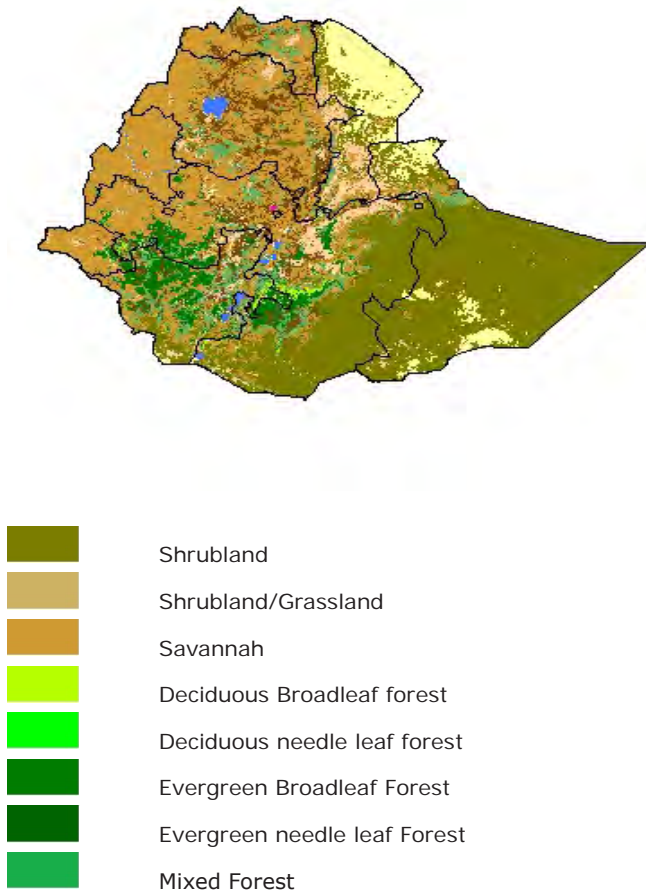 Shrubland
Shrubland/Grassland
Savannah
Deciduous Broadleaf forest
Deciduous needle leaf forest
Evergreen Broadleaf Forest
Evergreen needle leaf Forest
Mixed Forest